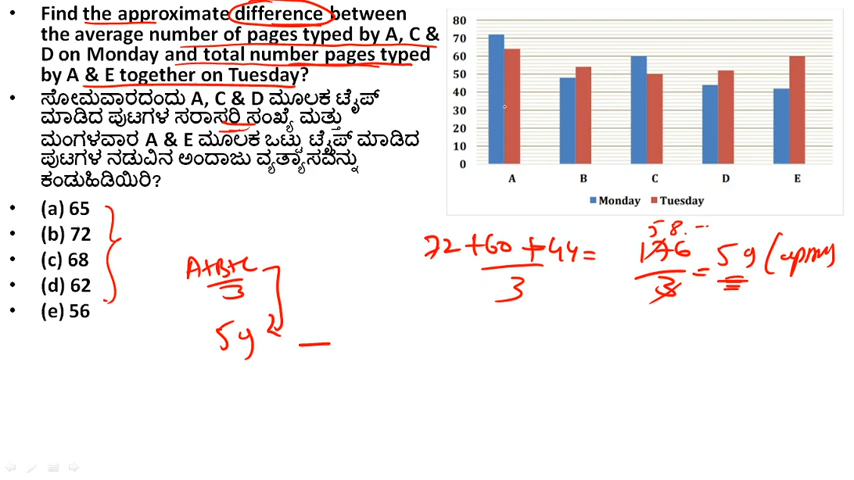 • Find the approximate difference between
the average number of pages typed by A, C &
D on Monday and total number pages typed
by A & E together on Tuesday?
• ಸೋಮವಾರದಂದು A, C & D ಮೂಲಕ ಟೈಪ್
ಮಾಡಿದ ಪುಟಗಳ ಸರಾಸರಿ ಸಂಖ್ಯೆ ಮತ್ತು
ಮಂಗಳವಾರ A & E ಮೂಲಕ ಒಟ್ಟು ಟೈಪ್ ಮಾಡಿದ
ಪುಟಗಳ ನಡುವಿನ ಅಂದಾಜು ವ್ಯತ್ಯಾಸವನ್ನು
ಕಂಡುಹಿಡಿಯಿರಿ?
• (a) 65
• (b) 72
• (c) 68
• (d) 62
• (e) 56
80
70
60
50
40
30
20
10
0
A B C D E
Monday Tuesday
72 + 60 + 44 =
3
58. ...
176
3
= 59
A+B+C
3
59